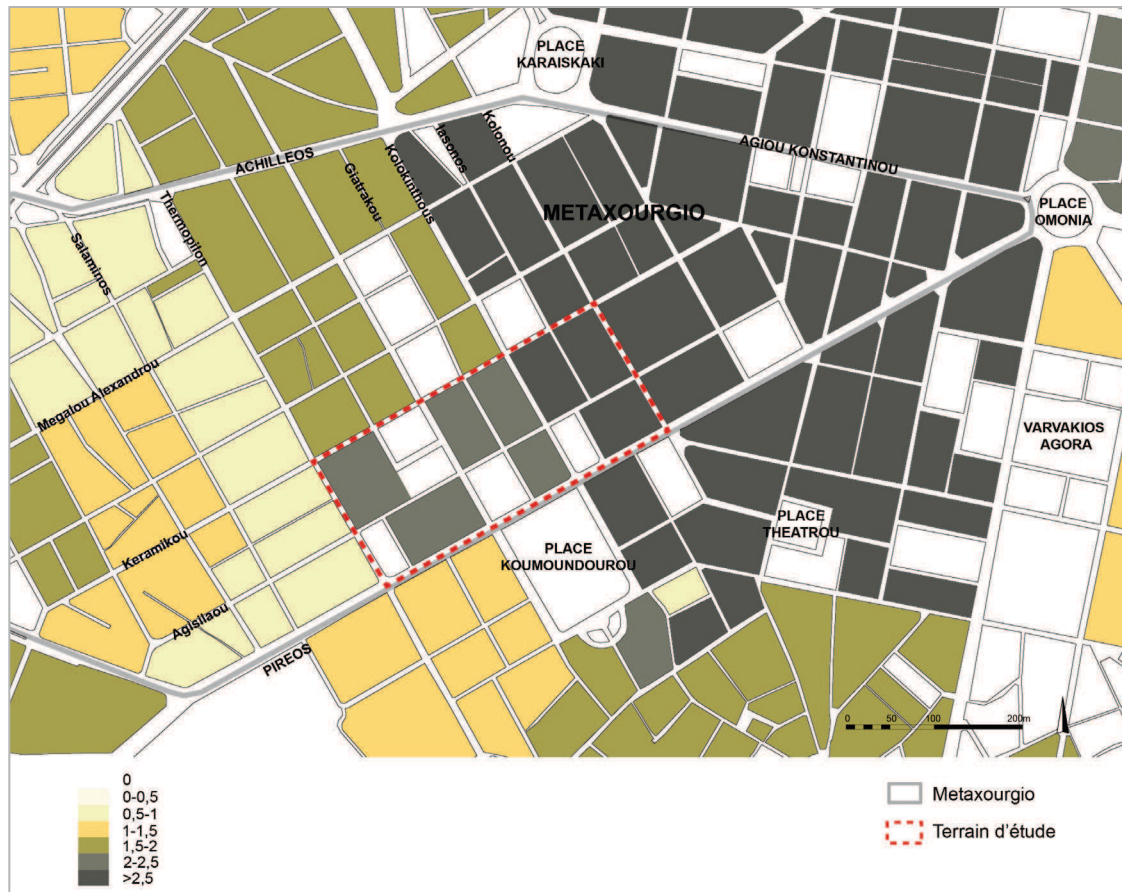 PLACE
KARAISKAKI
ACHILLEOS
Iasonos
Kolonou
AGIOU KONSTANTINOU
Giatrakou
Kolokinthous
Thermopilon
METAXOURGIO
PLACE
OMONIA
Salaminos
Megalou Alexandrou
VARVAKIOS
AGORA
PLACE
THEATROU
Keramikou
PLACE
KOUMOUNDOUROU
Agisilaou
PIREOS
0 50 100 200m
0
0-0,5
0,5-1
1-1,5
1,5-2
2-2,5
>2,5
Metaxourgio
Terrain d'étude